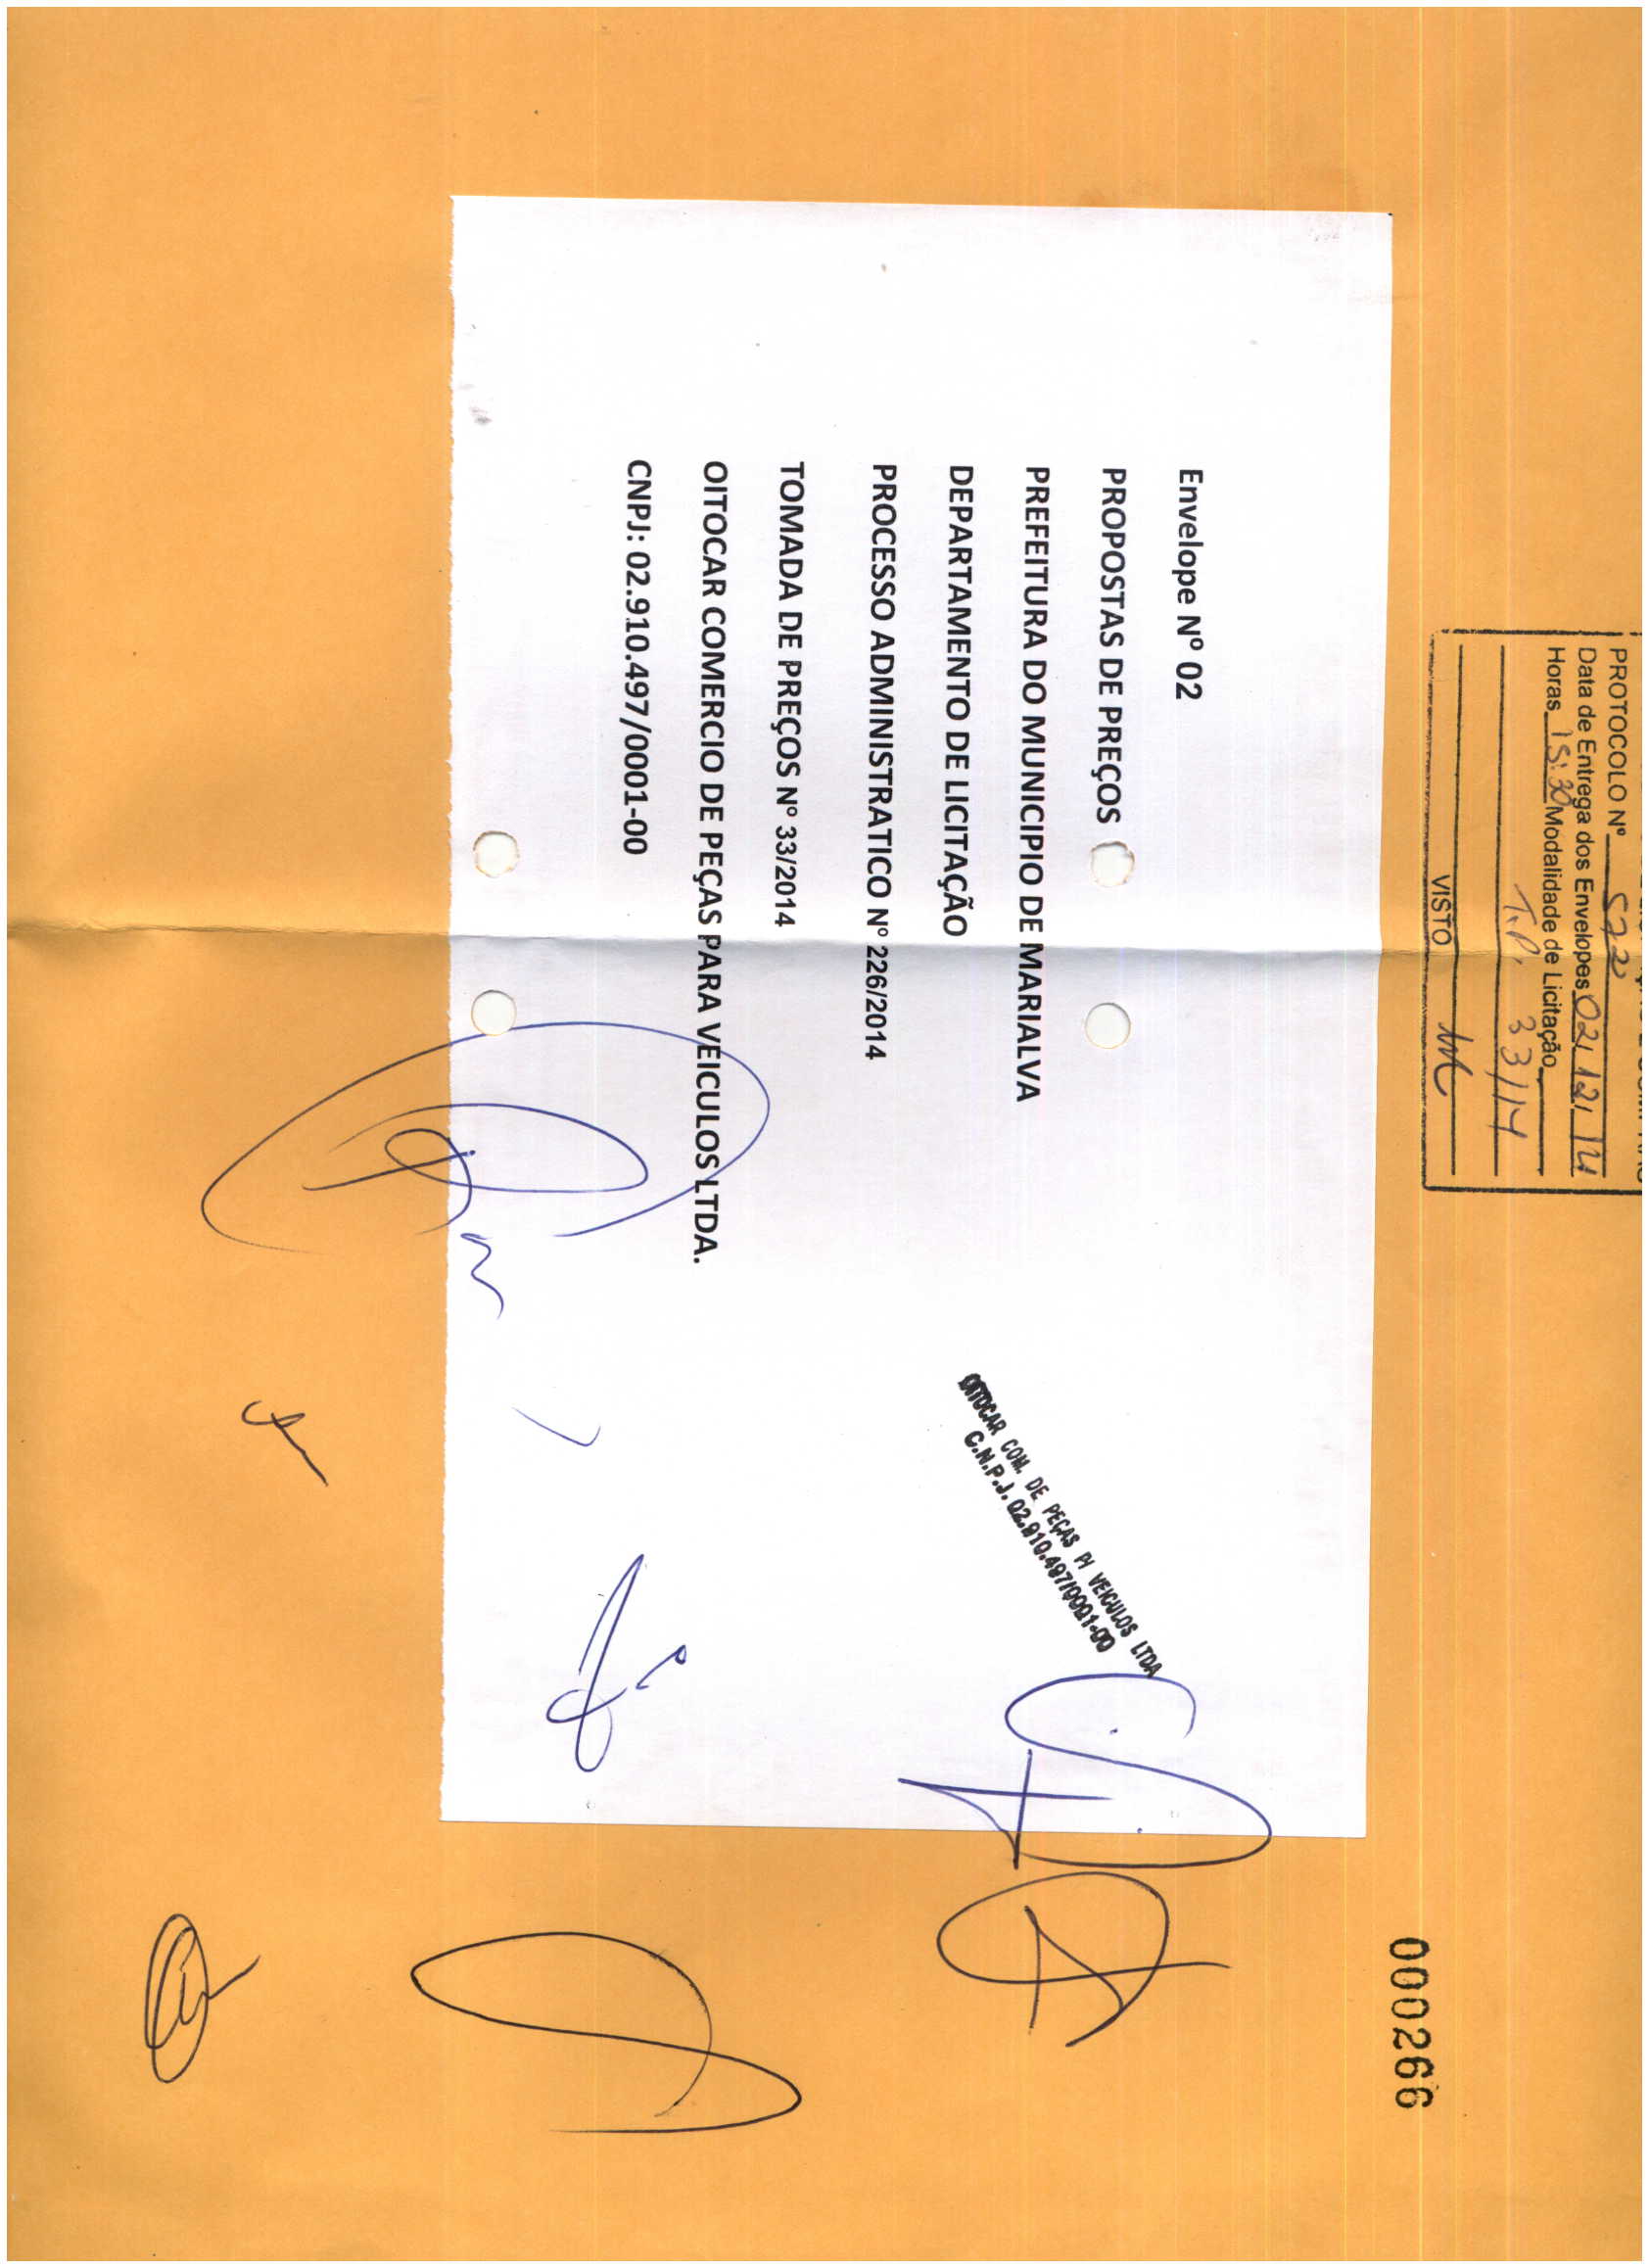 PROTOCOLO Nº 572
Data de Entrega dos Envelopes 02/12/14
Horas 15:30 Modalidade de Licitação
T.P. 33/14
VISTO
000266
Envelope Nº 02
PROPOSTAS DE PREÇOS
PREFEITURA DO MUNICIPIO DE MARIALVA
DEPARTAMENTO DE LICITAÇÃO
PROCESSO ADMINISTRATICO Nº 226/2014
TOMADA DE PREÇOS Nº 33/2014
OITOCAR COMERCIO DE PEÇAS PARA VEICULOS LTDA.
CNPJ: 02.910.497/0001-00
OITOCAR COM. DE PEÇAS P/ VEICULOS LTDA
C.N.P.J. 02.910.497/0001-00